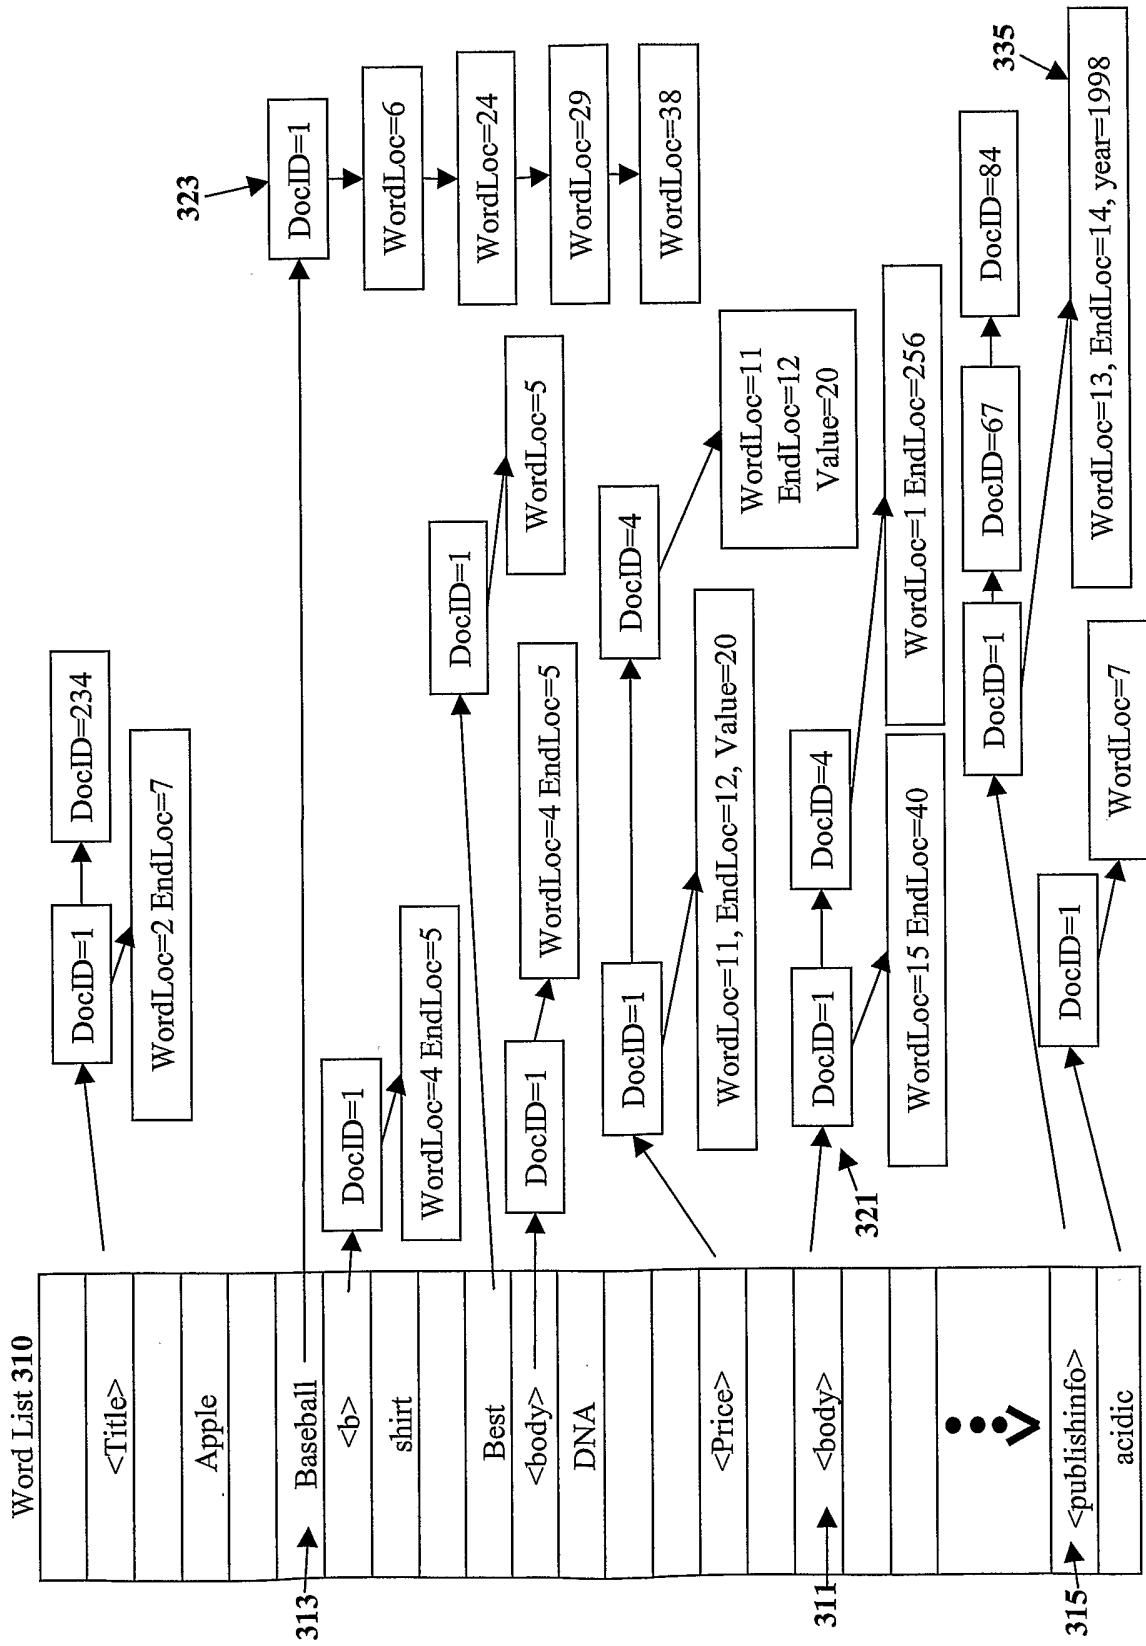 Word List 310
<Title>
Apple
313
Baseball
<b>
shirt
Best
<body>
DNA
<Price>
311
<body>
315
<publishinfo>
acidic
DocID=1
DocID=234
WordLoc=2 EndLoc=7
323
DocID=1
WordLoc=6
WordLoc=24
WordLoc=29
WordLoc=38
DocID=1
WordLoc=4 EndLoc=5
DocID=1
WordLoc=5
DocID=1
WordLoc=4 EndLoc=5
DocID=1
DocID=4
WordLoc=11, EndLoc=12, Value=20
WordLoc=11
EndLoc=12
Value=20
321
DocID=1
DocID=4
WordLoc=15 EndLoc=40
WordLoc=1 EndLoc=256
DocID=1
DocID=67
DocID=84
335
WordLoc=13, EndLoc=14, year=1998
DocID=1
WordLoc=7